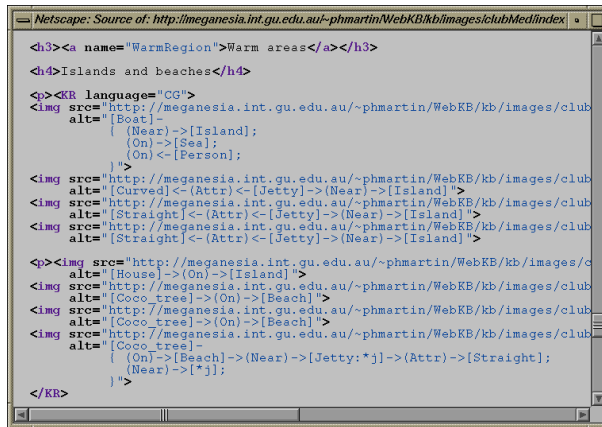 Netscape: Source of: http://meganesia.int.gu.edu.au/~phmartin/WebKB/kb/images/clubMed/index
<h3><a name="WarmRegion">Warm areas</a></h3>
<h4>Islands and beaches</h4>
<p><KR language="CG">
<img src="http://meganesia.int.gu.edu.au/~phmartin/WebKB/kb/images/club
alt="[Boat]-
{ (Near)->[Island];
(On)->[Sea];
(On)<-[Person];
}">
<img src="http://meganesia.int.gu.edu.au/~phmartin/WebKB/kb/images/club
alt="[Curved]<-(Attr)<-[Jetty]->(Near)->[Island]">
<img src="http://meganesia.int.gu.edu.au/~phmartin/WebKB/kb/images/club
alt="[Straight]<-(Attr)<-[Jetty]->(Near)->[Island]">
<img src="http://meganesia.int.gu.edu.au/~phmartin/WebKB/kb/images/club
alt="[Straight]<-(Attr)<-[Jetty]->(Near)->[Island]">
<p><img src="http://meganesia.int.gu.edu.au/~phmartin/WebKB/kb/images/c
alt="[House]->(On)->[Island]">
<img src="http://meganesia.int.gu.edu.au/~phmartin/WebKB/kb/images/club
alt="[Coco_tree]->(On)->[Beach]">
<img src="http://meganesia.int.gu.edu.au/~phmartin/WebKB/kb/images/club
alt="[Coco_tree]->(On)->[Beach]">
<img src="http://meganesia.int.gu.edu.au/~phmartin/WebKB/kb/images/club
alt="[Coco_tree]-
{ (On)->[Beach]->(Near)->[Jetty:*j]->(Attr)->[Straight];
(Near)->[*j];
}">
</KR>